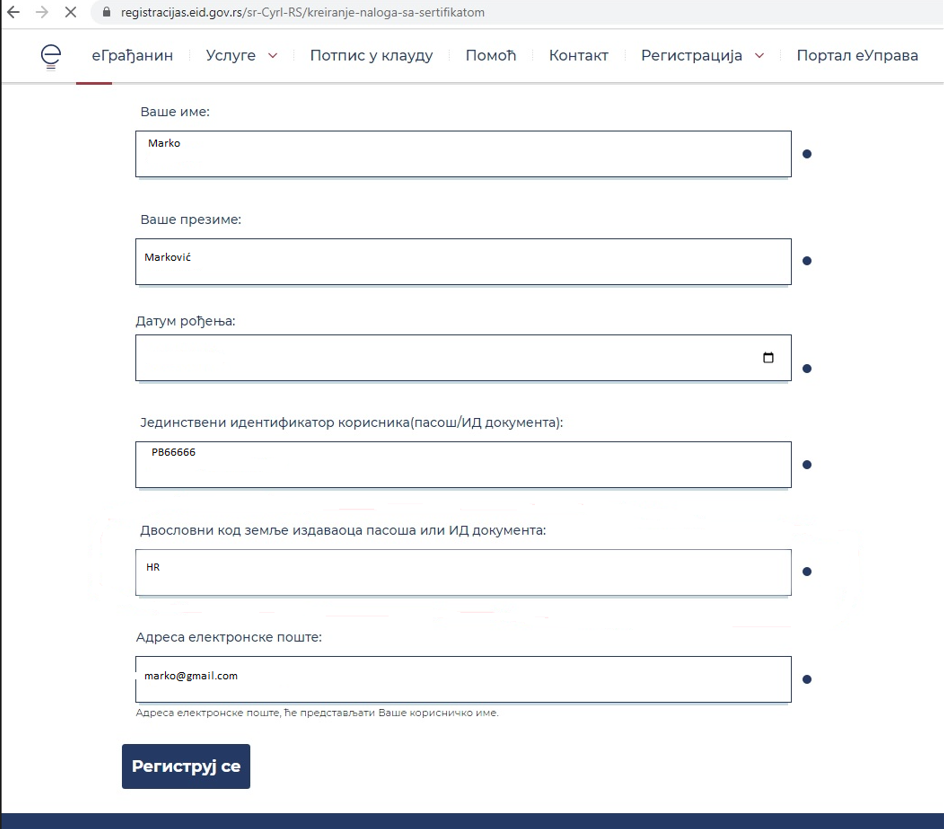 registracijas.eid.gov.rs/sr-Cyrl-RS/kreiranje-naloga-sa-sertifikatom
еГрађанин Услуге Потпис у клауду Помоћ Контакт Регистрација Портал еУправа
Ваше име:
Marko
Ваше презиме:
Marković
Датум рођења:
Јединствени идентификатор корисника(пасош/ИД документа):
PB66666
Двословни код земље издаваоца пасоша или ИД документа:
HR
Адреса електронске поште:
marko@gmail.com
Адреса електронске поште, ће представљати Ваше корисничко име.
Региструј се